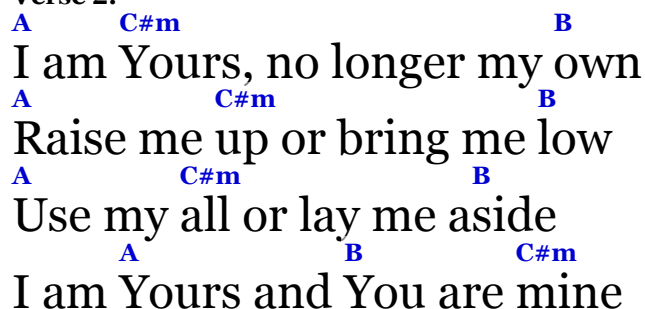 Verse 2:
A C#m B
I am Yours, no longer my own
A C#m B
Raise me up or bring me low
A C#m B
Use my all or lay me aside
A B C#m
I am Yours and You are mine